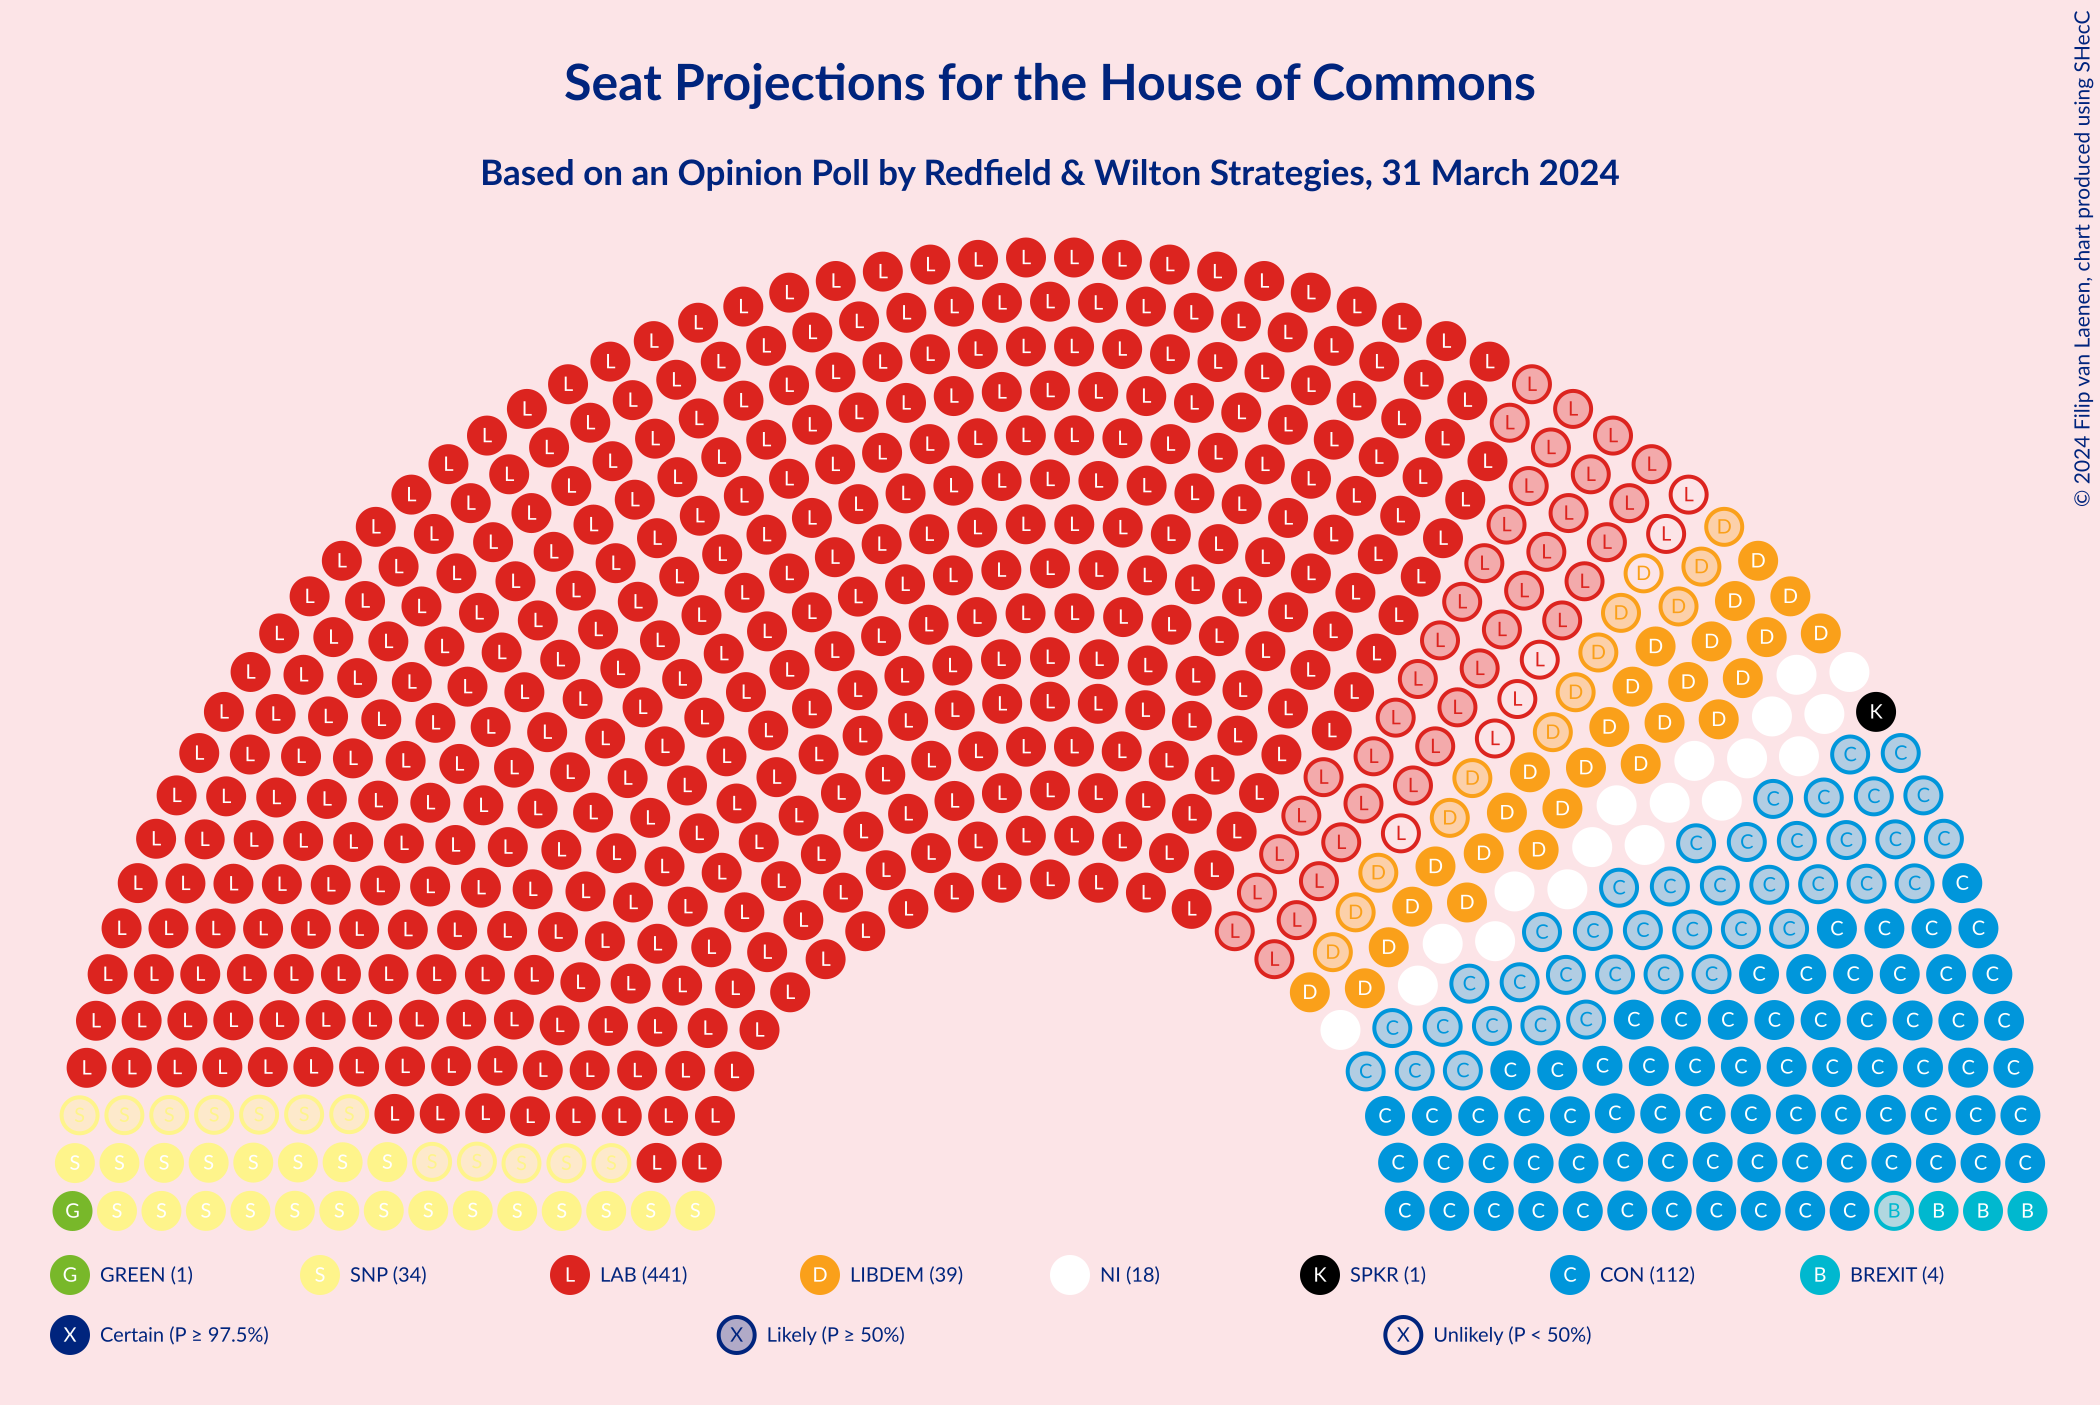 Seat Projections for the House of Commons
Based on an Opinion Poll by Redfield & Wilton Strategies, 31 March 2024
© 2024 Filip van Laenen, chart produced using SHecC
G GREEN (1) S SNP (34) L LAB (441) D LIBDEM (39) NI (18) K SPKR (1) C CON (112) B BREXIT (4)
X Certain (P ≥ 97.5%) X Likely (P ≥ 50%) X Unlikely (P < 50%)